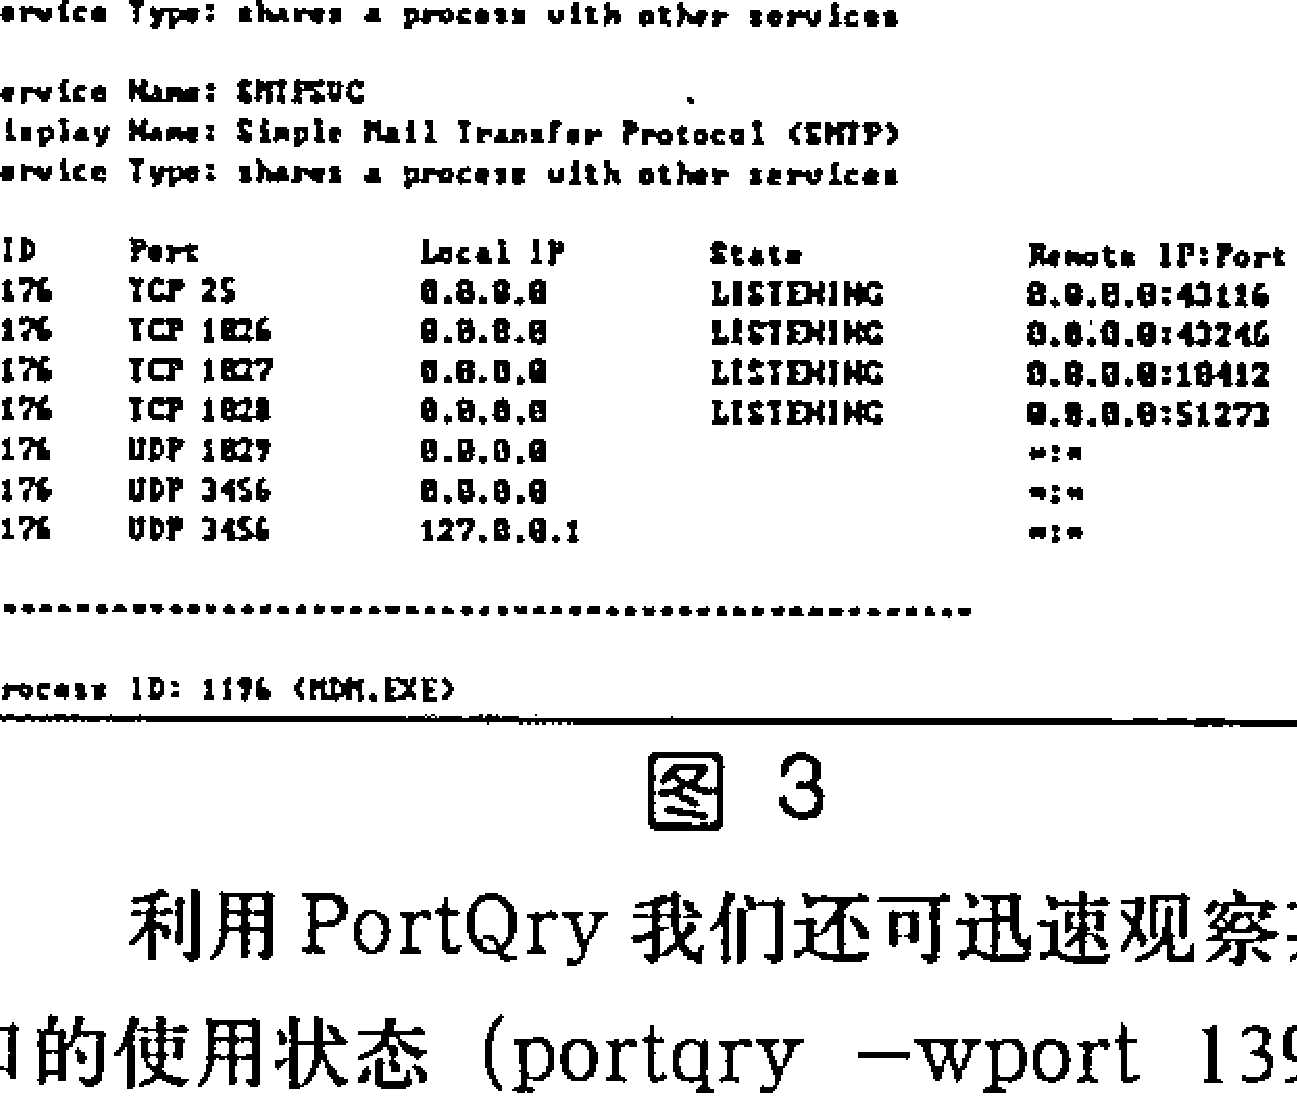 ervice Type: shares a process with other services
ervice Name: SMTPSVC
isplay Name: Simple Mail Transfer Protocol (SMTP)
ervice Type: shares a process with other services
ID Port Local IP State Remote IP:Port
176 TCP 25 0.0.0.0 LISTENING 0.0.0.0:43116
176 TCP 1026 0.0.0.0 LISTENING 0.0.0.0:43246
176 TCP 1027 0.0.0.0 LISTENING 0.0.0.0:18412
176 TCP 1028 0.0.0.0 LISTENING 0.0.0.0:51273
176 UDP 1029 0.0.0.0 *:*
176 UDP 3456 0.0.0.0 *:*
176 UDP 3456 127.0.0.1 *:*
rocess ID: 1196 (MDM.EXE)
图 3
利用 PortQry 我们还可迅速观察
口的使用状态 (portqry -wport 139